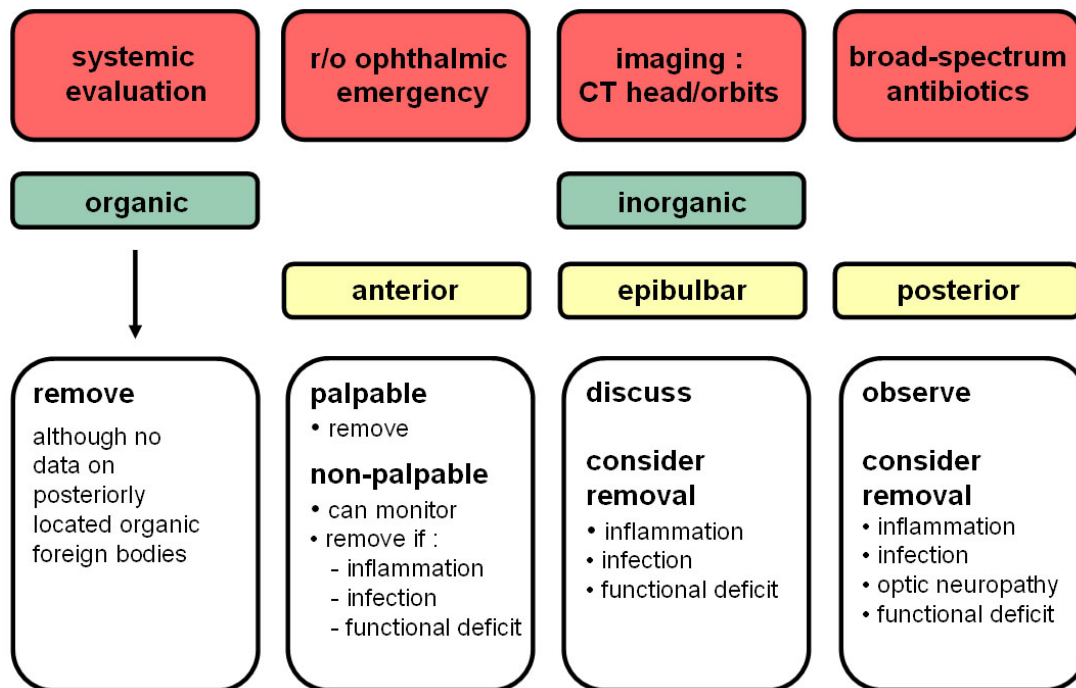 systemic
evaluation
r/o ophthalmic
emergency
imaging :
CT head/orbits
broad-spectrum
antibiotics
organic
inorganic
anterior
epibulbar
posterior
remove
although no
data on
posteriorly
located organic
foreign bodies
palpable
• remove
non-palpable
• can monitor
• remove if :
- inflammation
- infection
- functional deficit
discuss
consider
removal
• inflammation
• infection
• functional deficit
observe
consider
removal
• inflammation
• infection
• optic neuropathy
• functional deficit